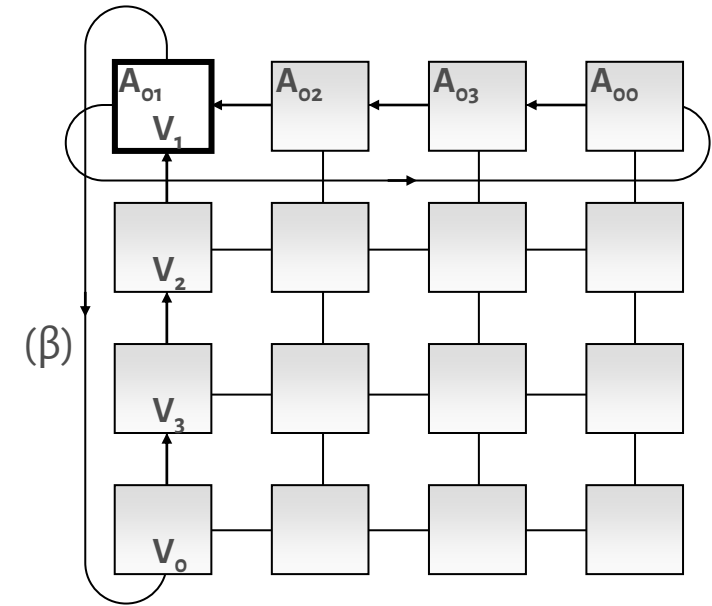 A₀₁ A₀₂ A₀₃ A₀₀
V₁
V₂
(β)
V₃
V₀